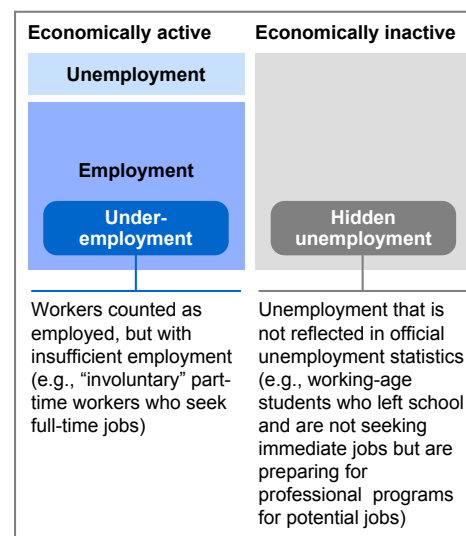 Economically active
Economically inactive
Unemployment
Employment
Under-
employment
Hidden
unemployment
Workers counted as
employed, but with
insufficient employment
(e.g., “involuntary” part-
time workers who seek
full-time jobs)
Unemployment that is
not reflected in official
unemployment statistics
(e.g., working-age
students who left school
and are not seeking
immediate jobs but are
preparing for
professional programs
for potential jobs)